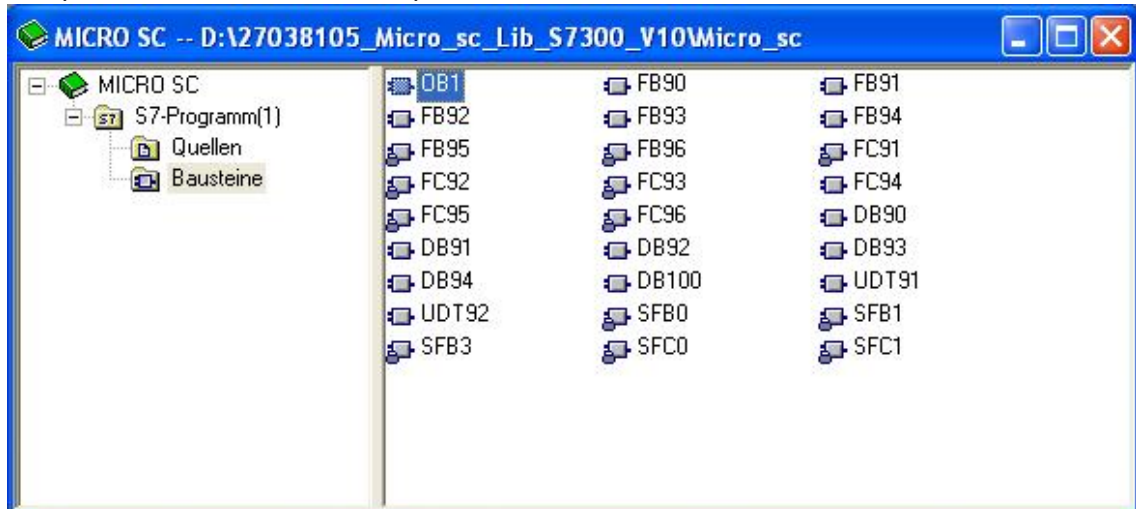 MICRO SC -- D:\27038105_Micro_sc_Lib_S7300_V10\Micro_sc
MICRO SC
S7-Programm(1)
Quellen
Bausteine
OB1 FB90 FB91
FB92 FB93 FB94
FB95 FB96 FC91
FC92 FC93 FC94
FC95 FC96 DB90
DB91 DB92 DB93
DB94 DB100 UDT91
UDT92 SFB0 SFB1
SFB3 SFC0 SFC1